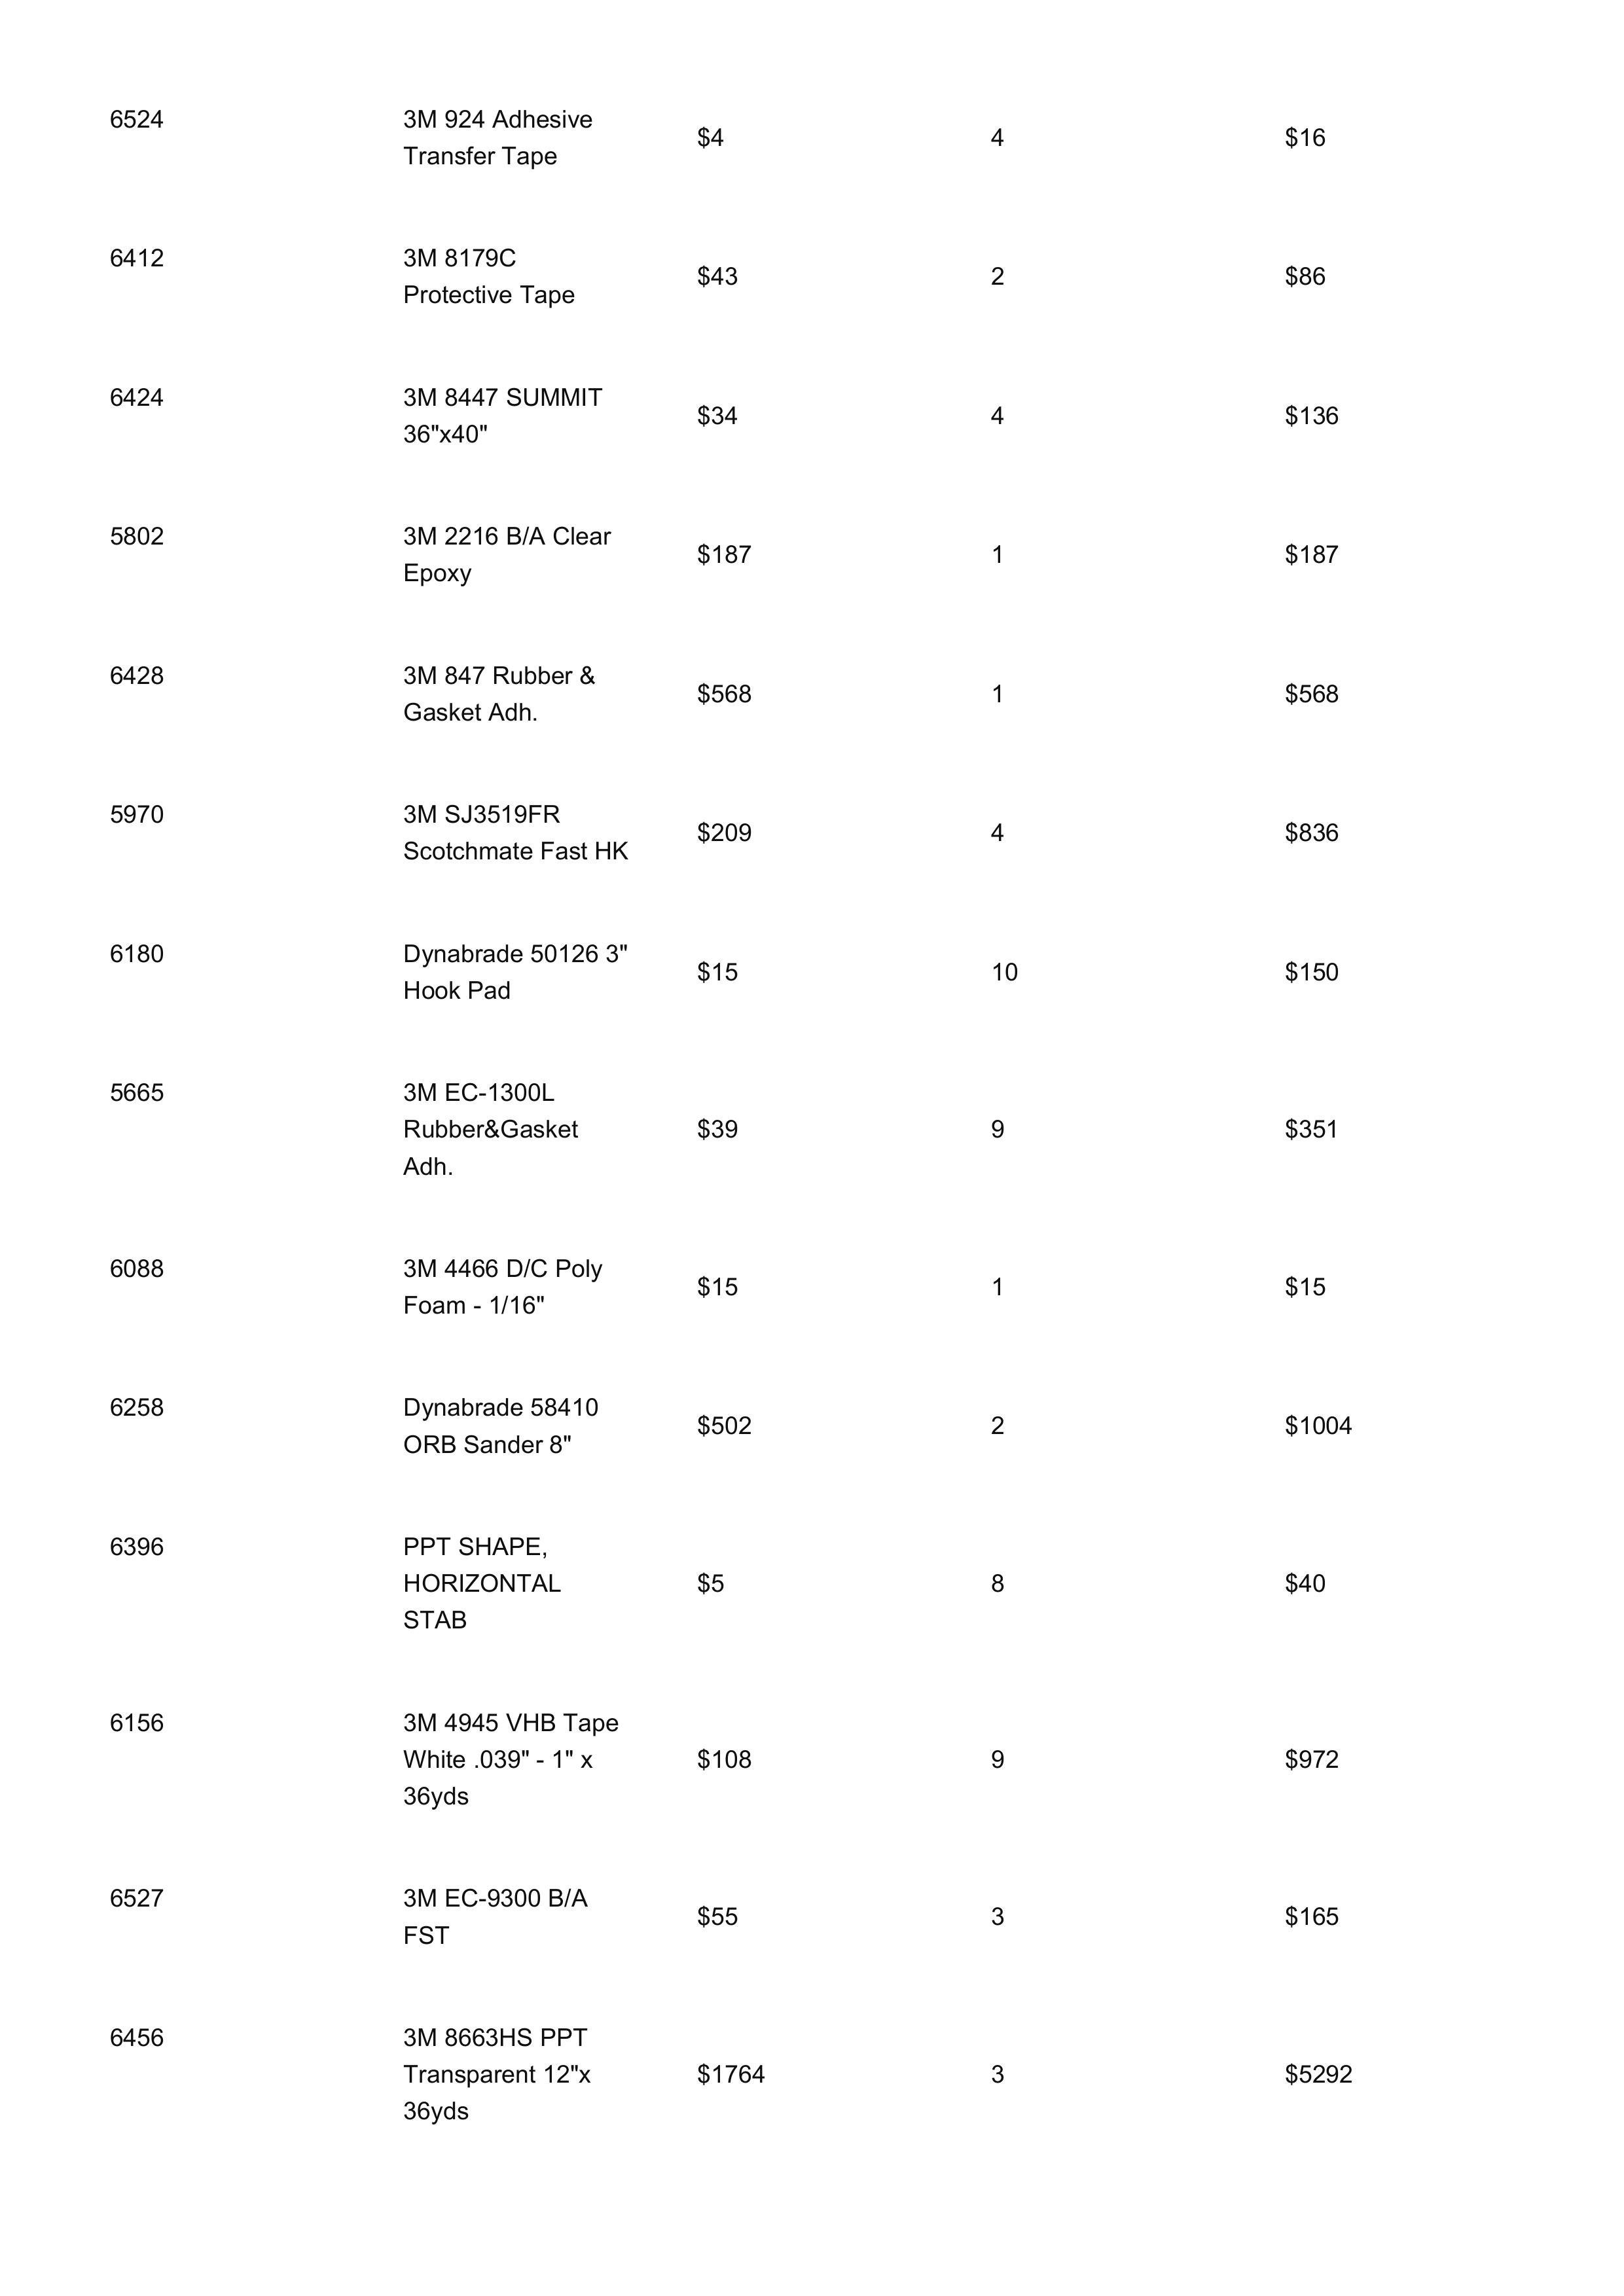 6524 3M 924 Adhesive $4 4 $16
Transfer Tape
6412 3M 8179C $43 2 $86
Protective Tape
6424 3M 8447 SUMMIT $34 4 $136
36"x40"
5802 3M 2216 B/A Clear $187 1 $187
Epoxy
6428 3M 847 Rubber & $568 1 $568
Gasket Adh.
5970 3M SJ3519FR $209 4 $836
Scotchmate Fast HK
6180 Dynabrade 50126 3" $15 10 $150
Hook Pad
5665 3M EC-1300L
Rubber&Gasket $39 9 $351
Adh.
6088 3M 4466 D/C Poly $15 1 $15
Foam - 1/16"
6258 Dynabrade 58410 $502 2 $1004
ORB Sander 8"
6396 PPT SHAPE,
HORIZONTAL $5 8 $40
STAB
6156 3M 4945 VHB Tape
White .039" - 1" x $108 9 $972
36yds
6527 3M EC-9300 B/A $55 3 $165
FST
6456 3M 8663HS PPT
Transparent 12"x $1764 3 $5292
36yds